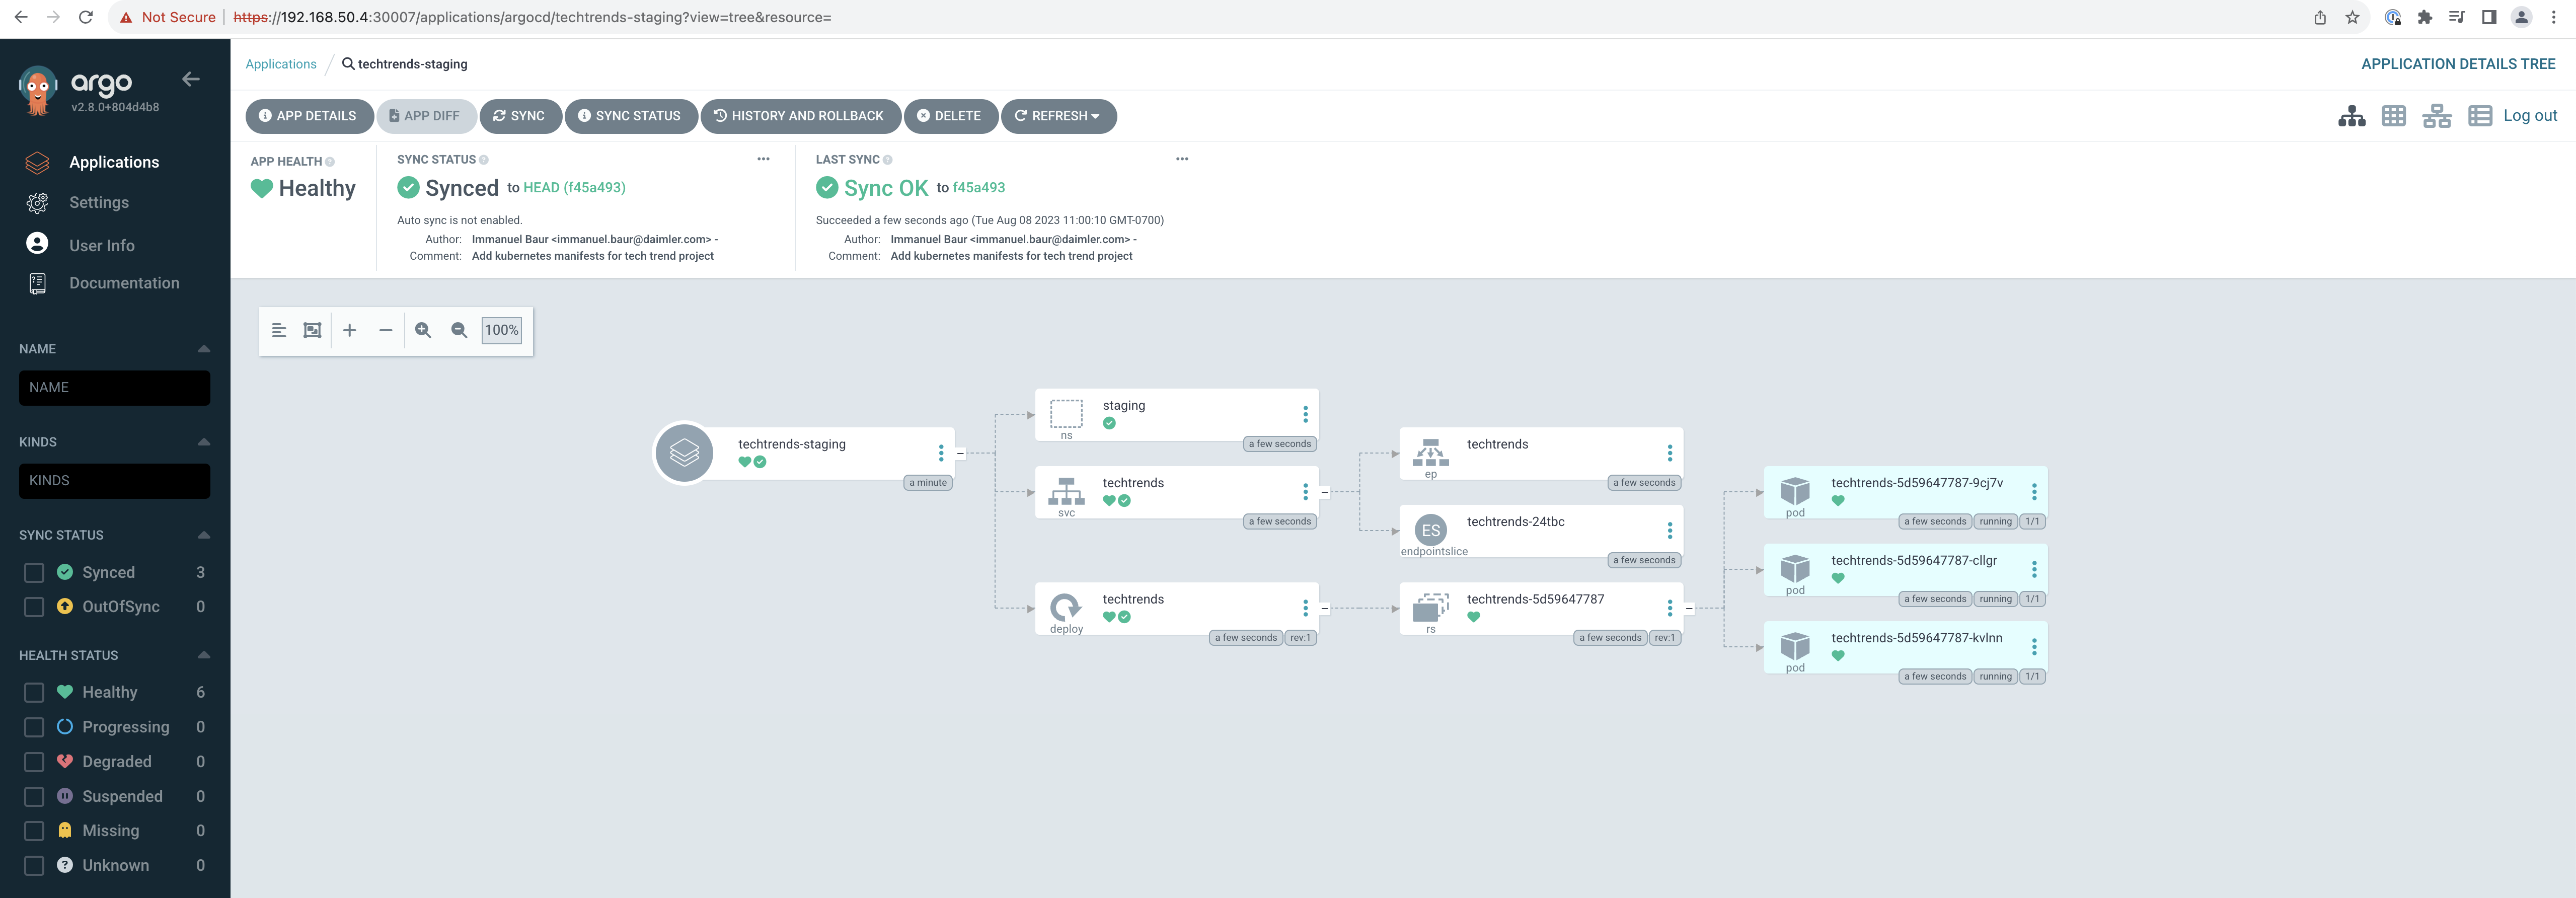 Not Secure | https://192.168.50.4:30007/applications/argocd/techtrends-staging?view=tree&resource=
argo
v2.8.0+804d4b8
Applications
Settings
User Info
Documentation
NAME
NAME
KINDS
KINDS
SYNC STATUS
Synced 3
OutOfSync 0
HEALTH STATUS
Healthy 6
Progressing 0
Degraded 0
Suspended 0
Missing 0
Unknown 0
Applications / techtrends-staging
APPLICATION DETAILS TREE
APP DETAILS APP DIFF SYNC SYNC STATUS HISTORY AND ROLLBACK DELETE REFRESH
Log out
APP HEALTH
Healthy
SYNC STATUS
Synced to HEAD (f45a493)
Auto sync is not enabled.
Author: Immanuel Baur <immanuel.baur@daimler.com> -
Comment: Add kubernetes manifests for tech trend project
LAST SYNC
Sync OK to f45a493
Succeeded a few seconds ago (Tue Aug 08 2023 11:00:10 GMT-0700)
Author: Immanuel Baur <immanuel.baur@daimler.com> -
Comment: Add kubernetes manifests for tech trend project
100%
techtrends-staging
a minute
staging
ns
a few seconds
techtrends
svc
a few seconds
techtrends
deploy
a few seconds rev:1
techtrends
ep
a few seconds
ES
techtrends-24tbc
endpointslice
a few seconds
techtrends-5d59647787
rs
a few seconds rev:1
techtrends-5d59647787-9cj7v
pod
a few seconds running 1/1
techtrends-5d59647787-cllgr
pod
a few seconds running 1/1
techtrends-5d59647787-kvlnn
pod
a few seconds running 1/1